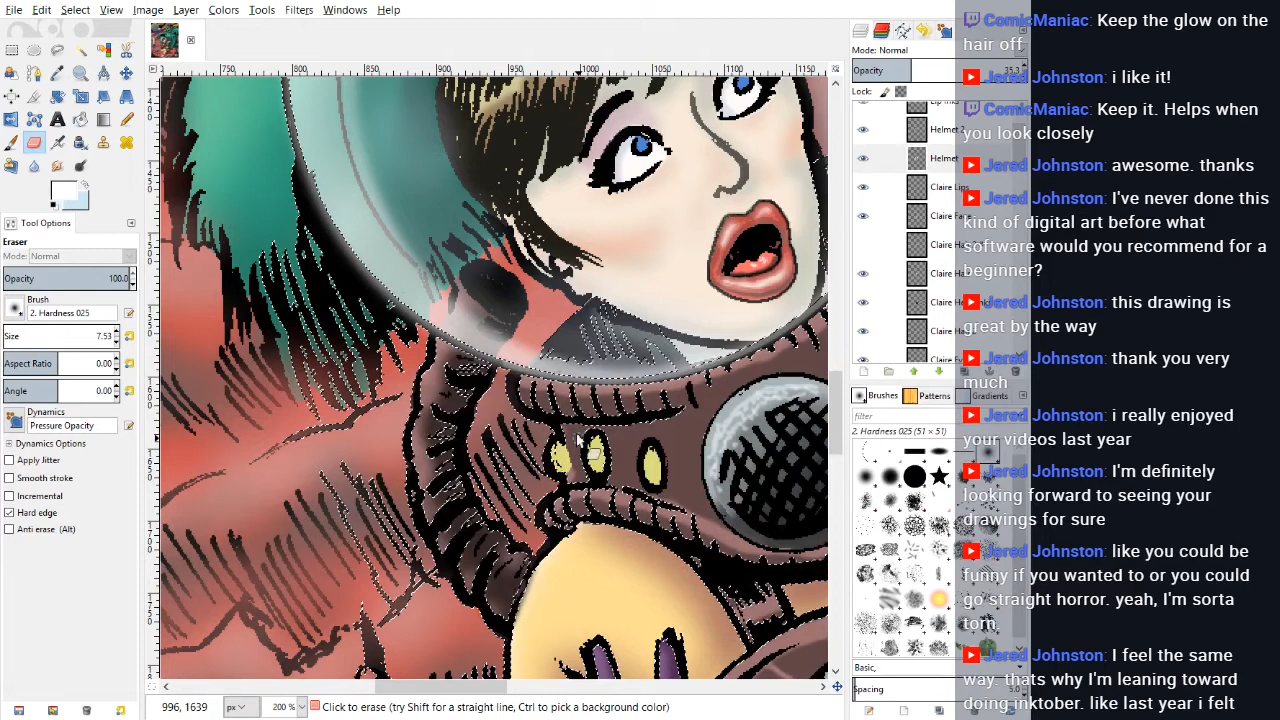 File Edit Select View Image Layer Colors Tools Filters Windows Help
Tool Options
Eraser
Mode: Normal
Opacity 100.0
Brush
2. Hardness 025
Size 7.53
Aspect Ratio 0.00
Angle 0.00
Dynamics
Pressure Opacity
Dynamics Options
Apply Jitter
Smooth stroke
Incremental
Hard edge
Anti erase (Alt)
750 800 850 900 950 1000 1050 1100 1150
996, 1639 px 200 % Click to erase (try Shift for a straight line, Ctrl to pick a background color)
Mode: Normal
Opacity 35.3
Lock:
Helmet
Helmet
Claire Lips
Brushes Patterns Gradients
filter
2. Hardness 025 (51 × 51)
Basic,
Spacing 5.0
ComicManiac: Keep the glow on the
hair off
Jered Johnston: i like it!
ComicManiac: Keep it. Helps when
you look closely
Jered Johnston: awesome. thanks
Jered Johnston: I've never done this
kind of digital art before what
software would you recommend for a
beginner?
Jered Johnston: this drawing is
great by the way
Jered Johnston: thank you very
much
Jered Johnston: i really enjoyed
your videos last year
Jered Johnston: I'm definitely
looking forward to seeing your
drawings for sure
Jered Johnston: like you could be
funny if you wanted to or you could
go straight horror. yeah, I'm sorta
torn.
Jered Johnston: I feel the same
way. thats why I'm leaning toward
doing inktober. like last year i felt